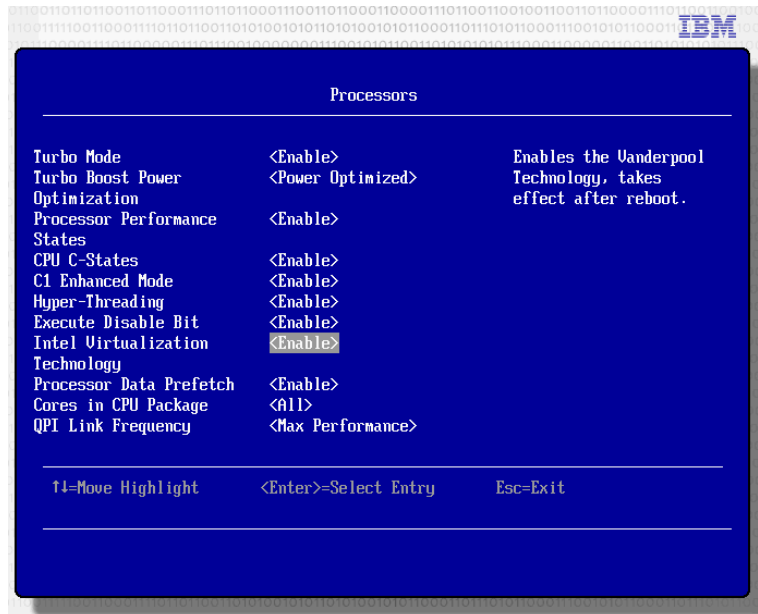 IBM
Processors
Turbo Mode <Enable> Enables the Vanderpool
Turbo Boost Power <Power Optimized> Technology, takes
Optimization effect after reboot.
Processor Performance <Enable>
States
CPU C-States <Enable>
C1 Enhanced Mode <Enable>
Hyper-Threading <Enable>
Execute Disable Bit <Enable>
Intel Virtualization <Enable>
Technology
Processor Data Prefetch <Enable>
Cores in CPU Package <All>
QPI Link Frequency <Max Performance>
↑↓=Move Highlight <Enter>=Select Entry Esc=Exit